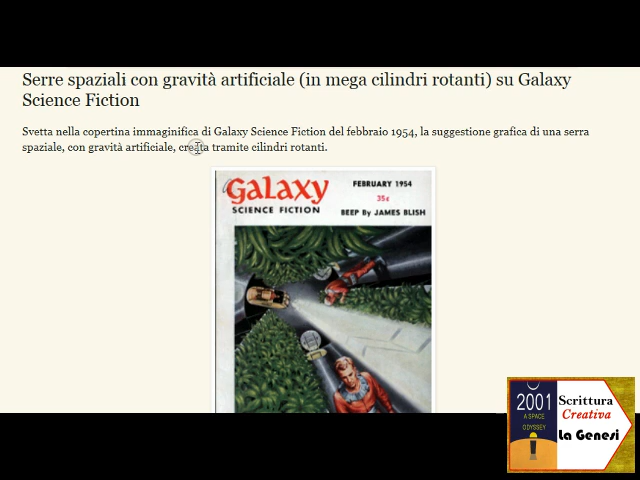 Serre spaziali con gravità artificiale (in mega cilindri rotanti) su Galaxy
Science Fiction
Svetta nella copertina immaginifica di Galaxy Science Fiction del febbraio 1954, la suggestione grafica di una serra
spaziale, con gravità artificiale, creata tramite cilindri rotanti.
Galaxy
SCIENCE FICTION
FEBRUARY 1954
35¢
BEEP By JAMES BLISH
2001
A SPACE
ODYSSEY
Scrittura
Creativa
La Genesi